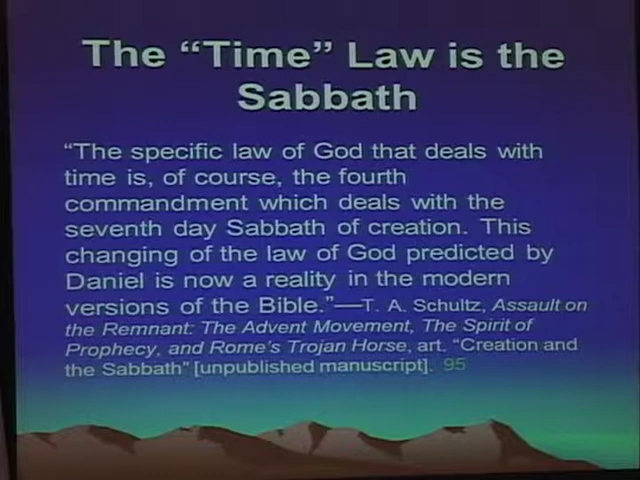 The “Time” Law is the
Sabbath
“The specific law of God that deals with
time is, of course, the fourth
commandment which deals with the
seventh day Sabbath of creation. This
changing of the law of God predicted by
Daniel is now a reality in the modern
versions of the Bible.”—T. A. Schultz, Assault on
the Remnant: The Advent Movement, The Spirit of
Prophecy, and Rome's Trojan Horse, art. “Creation and
the Sabbath” [unpublished manuscript]. 95